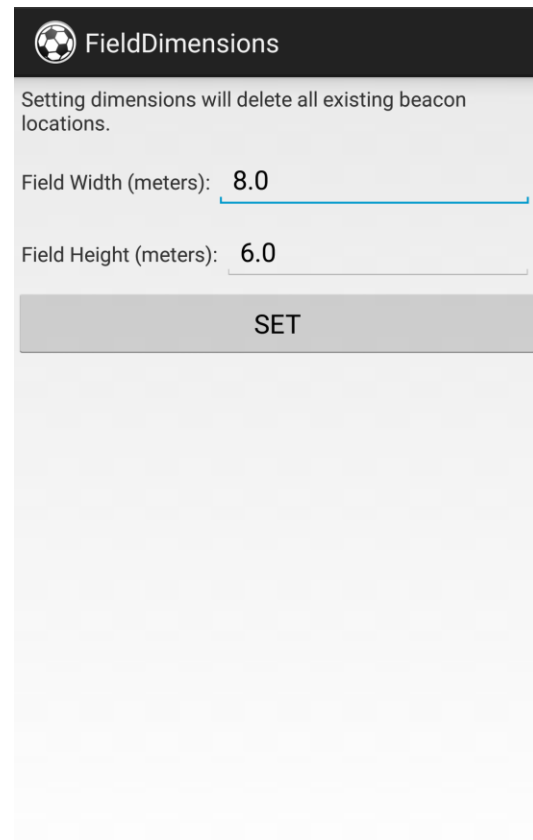 FieldDimensions
Setting dimensions will delete all existing beacon
locations.
Field Width (meters): 8.0
Field Height (meters): 6.0
SET